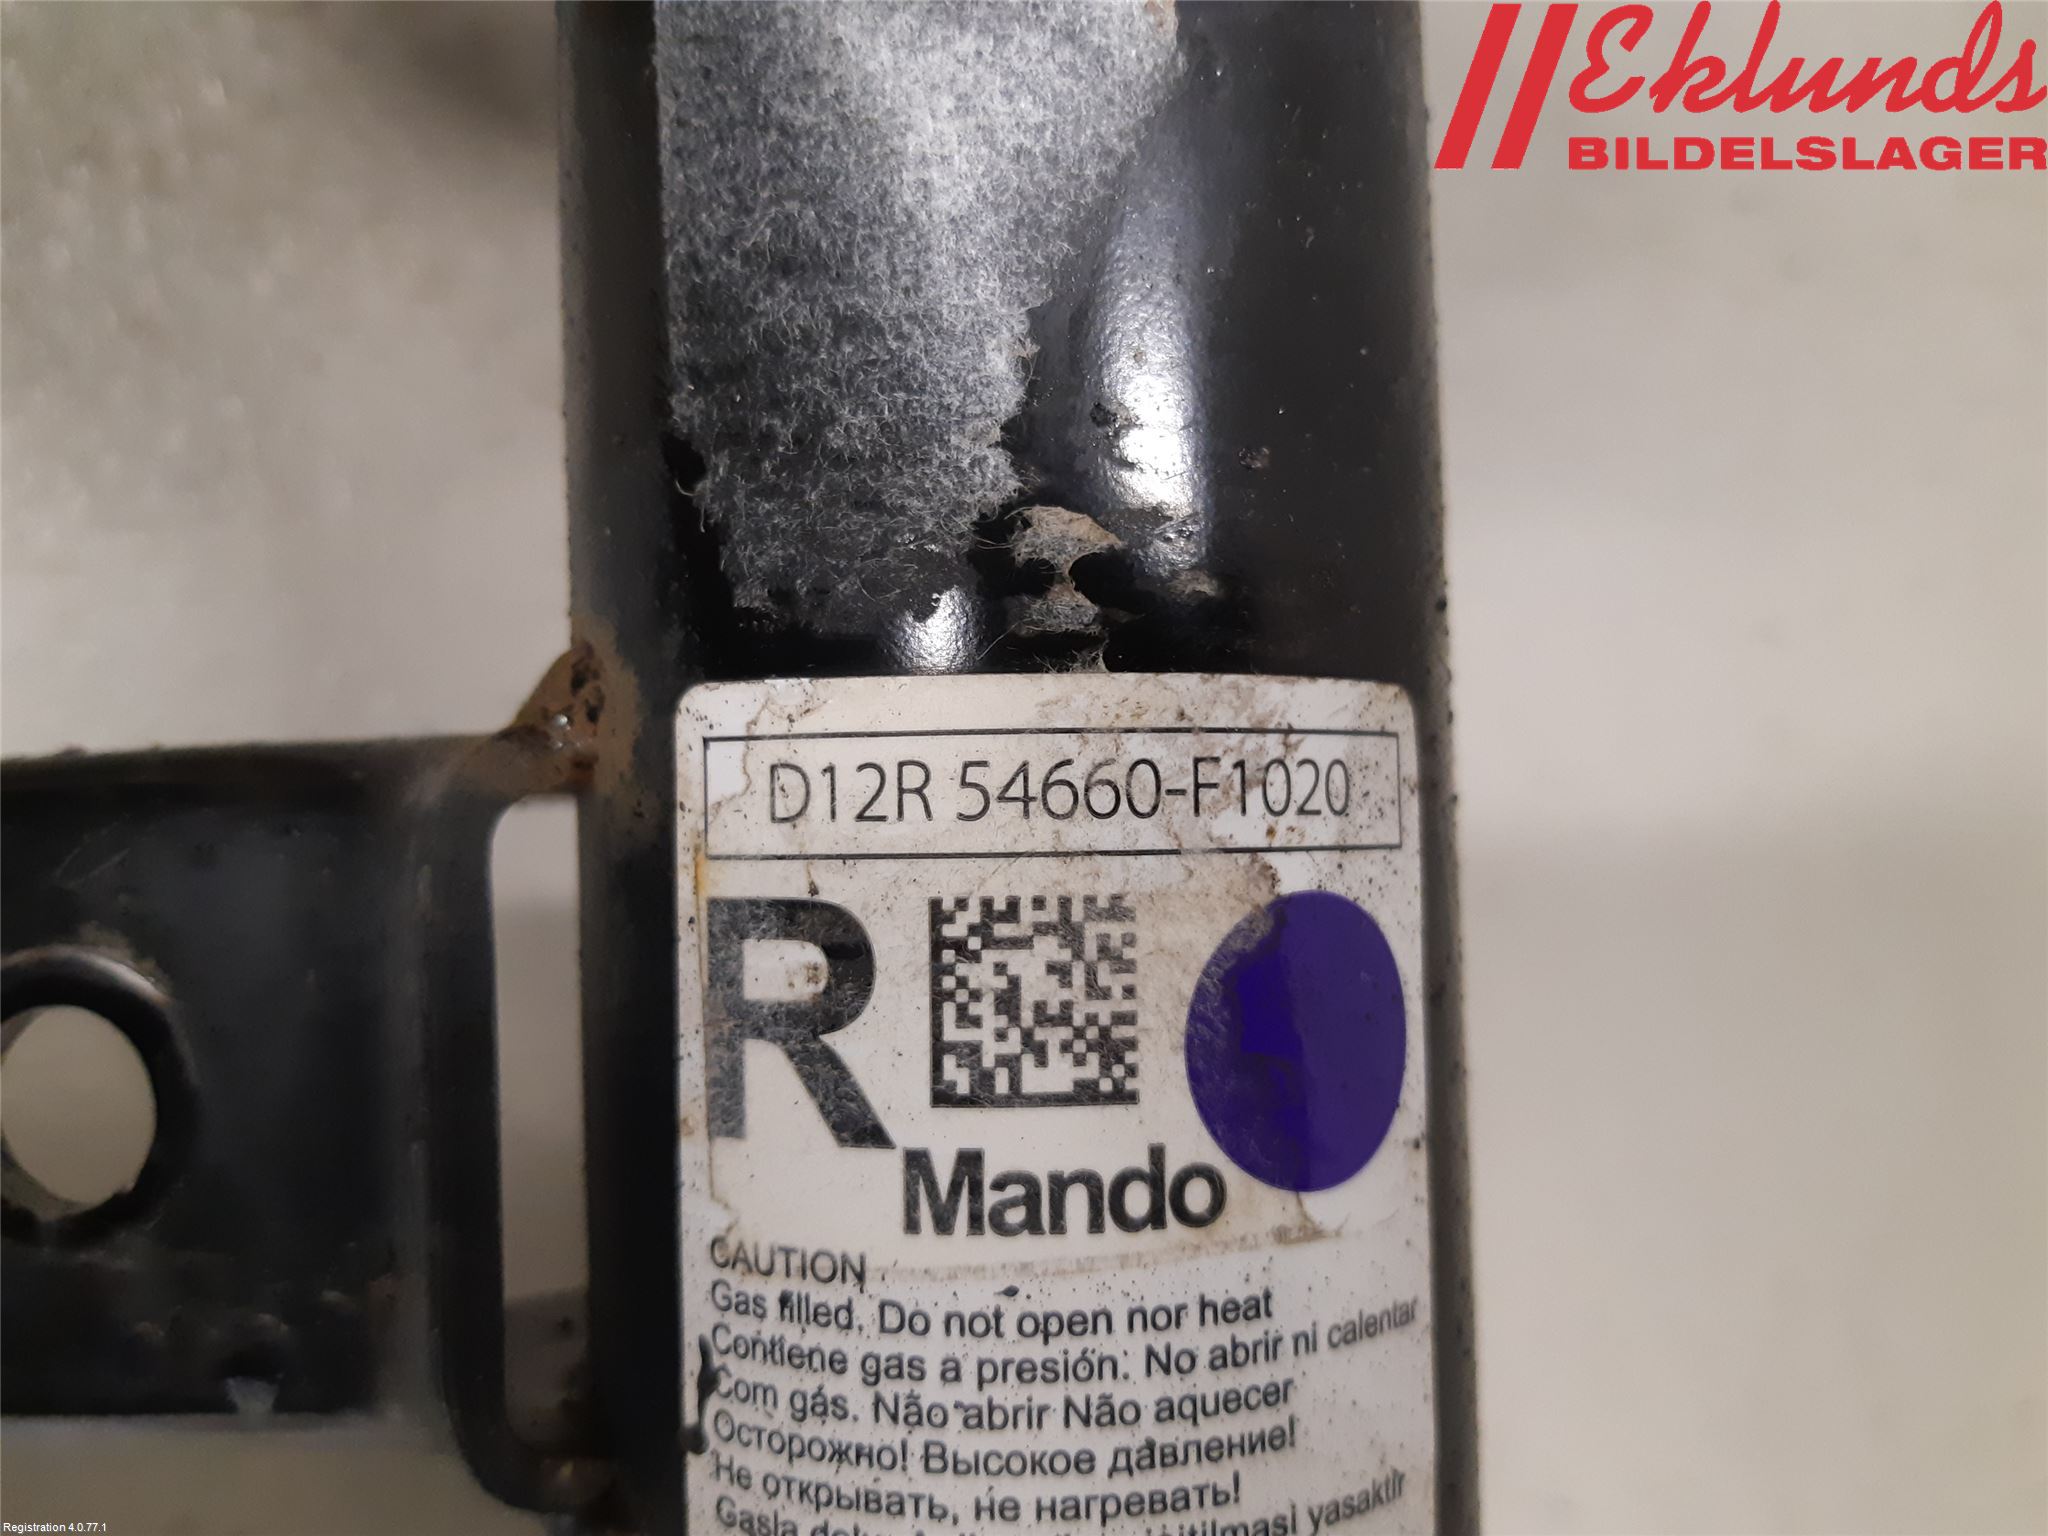 Eklunds
BILDELSLAGER
D12R 54660-F1020
R
Mando
CAUTION
Gas filled. Do not open nor heat
Contiene gas a presión. No abrir ni calentar
Com gás. Não abrir Não aquecer
Осторожно! Высокое давление!
Не открывать, не нагревать!
Gasla yasaktır
Registration 4.0.77.1